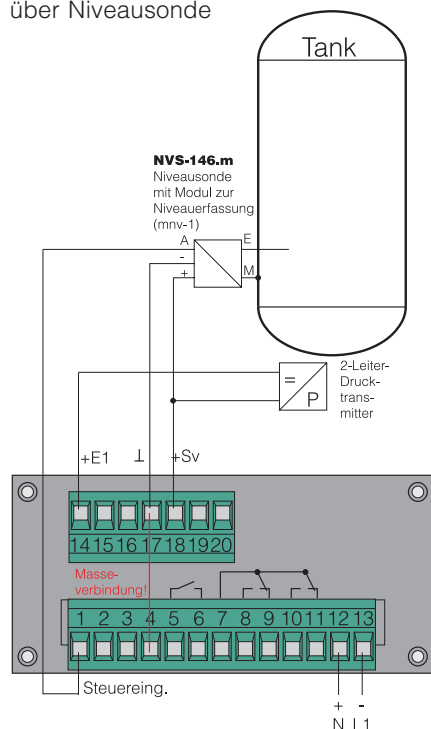 über Niveausonde
Tank
NVS-146.m
Niveausonde
mit Modul zur
Niveauerfassung
(mnv-1)
A E
-
+ M
2-Leiter-
Druck-
trans-
mitter
=
P
+E1 ⊥ +Sv
14 15 16 17 18 19 20
Masse-
verbindung!
1 2 3 4 5 6 7 8 9 10 11 12 13
Steuereing.
+ -
N L1